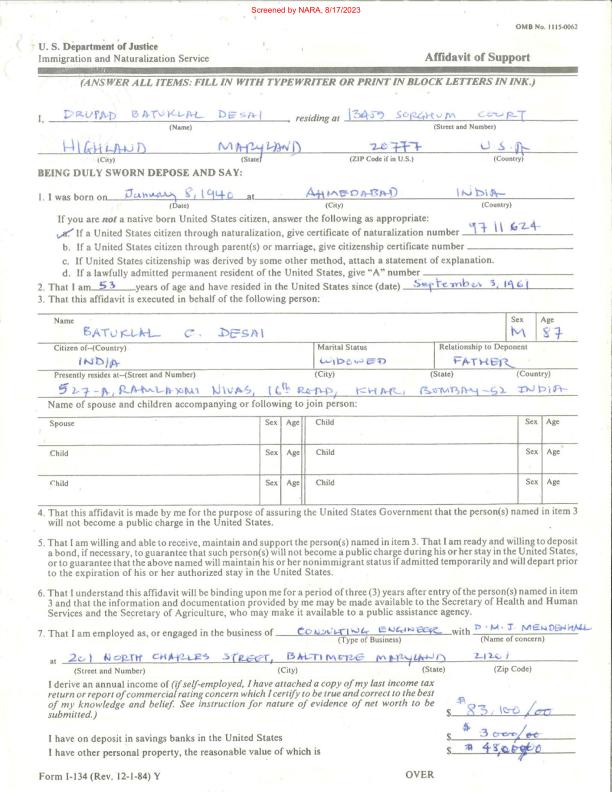 Screened by NARA, 8/17/2023
OMB No. 1115-0062
U. S. Department of Justice
Immigration and Naturalization Service
Affidavit of Support
(ANSWER ALL ITEMS: FILL IN WITH TYPEWRITER OR PRINT IN BLOCK LETTERS IN INK.)
I, DRUPAD BATUKLAL DESAI, residing at 13459 SORGHUM COURT
(Name) (Street and Number)
HIGHLAND MARYLAND 20777 U.S.A
(City) (State) (ZIP Code if in U.S.) (Country)
BEING DULY SWORN DEPOSE AND SAY:
1. I was born on January 8, 1940 at AHMEDABAD INDIA
(Date) (City) (Country)
If you are not a native born United States citizen, answer the following as appropriate:
a. If a United States citizen through naturalization, give certificate of naturalization number 9711624
b. If a United States citizen through parent(s) or marriage, give citizenship certificate number
c. If United States citizenship was derived by some other method, attach a statement of explanation.
d. If a lawfully admitted permanent resident of the United States, give "A" number
2. That I am 53 years of age and have resided in the United States since (date) September 3, 1961
3. That this affidavit is executed in behalf of the following person:
Name Sex Age
BATUKLAL C. DESAI M 87
Citizen of--(Country) Marital Status Relationship to Deponent
INDIA WIDOWED FATHER
Presently resides at--(Street and Number) (City) (State) (Country)
527-A, RAMLAXMI NIVAS, 16th ROAD, KHAR, BOMBAY-52 INDIA
Name of spouse and children accompanying or following to join person:
Spouse Sex Age Child Sex Age
Child Sex Age Child Sex Age
Child Sex Age Child Sex Age
4. That this affidavit is made by me for the purpose of assuring the United States Government that the person(s) named in item 3
will not become a public charge in the United States.
5. That I am willing and able to receive, maintain and support the person(s) named in item 3. That I am ready and willing to deposit
a bond, if necessary, to guarantee that such person(s) will not become a public charge during his or her stay in the United States,
or to guarantee that the above named will maintain his or her nonimmigrant status if admitted temporarily and will depart
prior to the expiration of his or her authorized stay in the United States.
6. That I understand this affidavit will be binding upon me for a period of three (3) years after entry of the person(s) named in item
3 and that the information and documentation provided by me may be made available to the Secretary of Health and Human
Services and the Secretary of Agriculture, who may make it available to a public assistance agency.
7. That I am employed as, or engaged in the business of CONSULTING ENGINEER with D.M.J MENDENHALL
(Type of Business) (Name of concern)
at 201 NORTH CHARLES STREET, BALTIMORE MARYLAND 21201
(Street and Number) (City) (State) (Zip Code)
I derive an annual income of (if self-employed, I have attached a copy of my last income tax
return or report of commercial rating concern which I certify to be true and correct to the best
of my knowledge and belief. See instruction for nature of evidence of net worth to be
submitted.) $ $ 83,100/00
I have on deposit in savings banks in the United States $ $ 3000/00
I have other personal property, the reasonable value of which is $ $
Form I-134 (Rev. 12-1-84) Y OVER